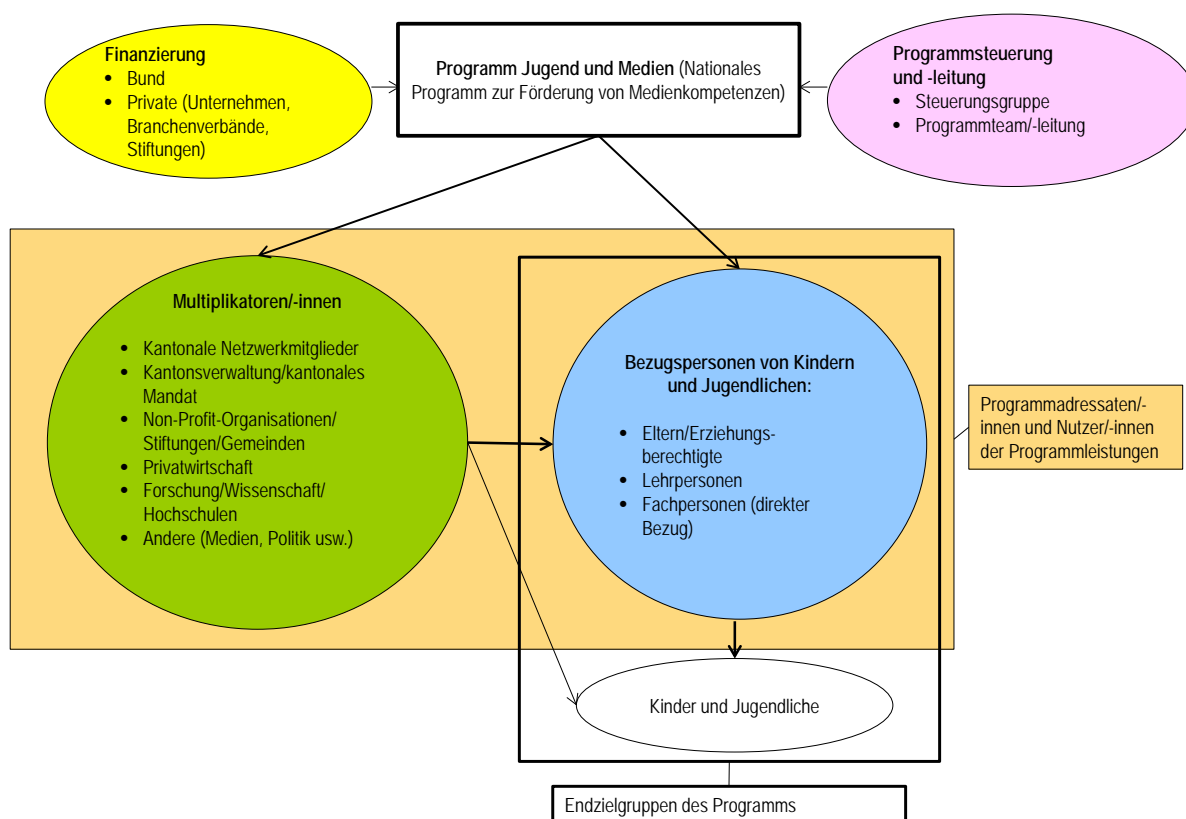 Finanzierung
• Bund
• Private (Unternehmen,
Branchenverbände,
Stiftungen)
Programm Jugend und Medien (Nationales
Programm zur Förderung von Medienkompetenzen)
Programmsteuerung
und -leitung
• Steuerungsgruppe
• Programmteam/-leitung
Multiplikatoren/-innen
• Kantonale Netzwerkmitglieder
• Kantonsverwaltung/kantonales
Mandat
• Non-Profit-Organisationen/
Stiftungen/Gemeinden
• Privatwirtschaft
• Forschung/Wissenschaft/
Hochschulen
• Andere (Medien, Politik usw.)
Bezugspersonen von Kindern
und Jugendlichen:
• Eltern/Erziehungs-
berechtigte
• Lehrpersonen
• Fachpersonen (direkter
Bezug)
Programmadressaten/-
innen und Nutzer/-innen
der Programmleistungen
Kinder und Jugendliche
Endzielgruppen des Programms